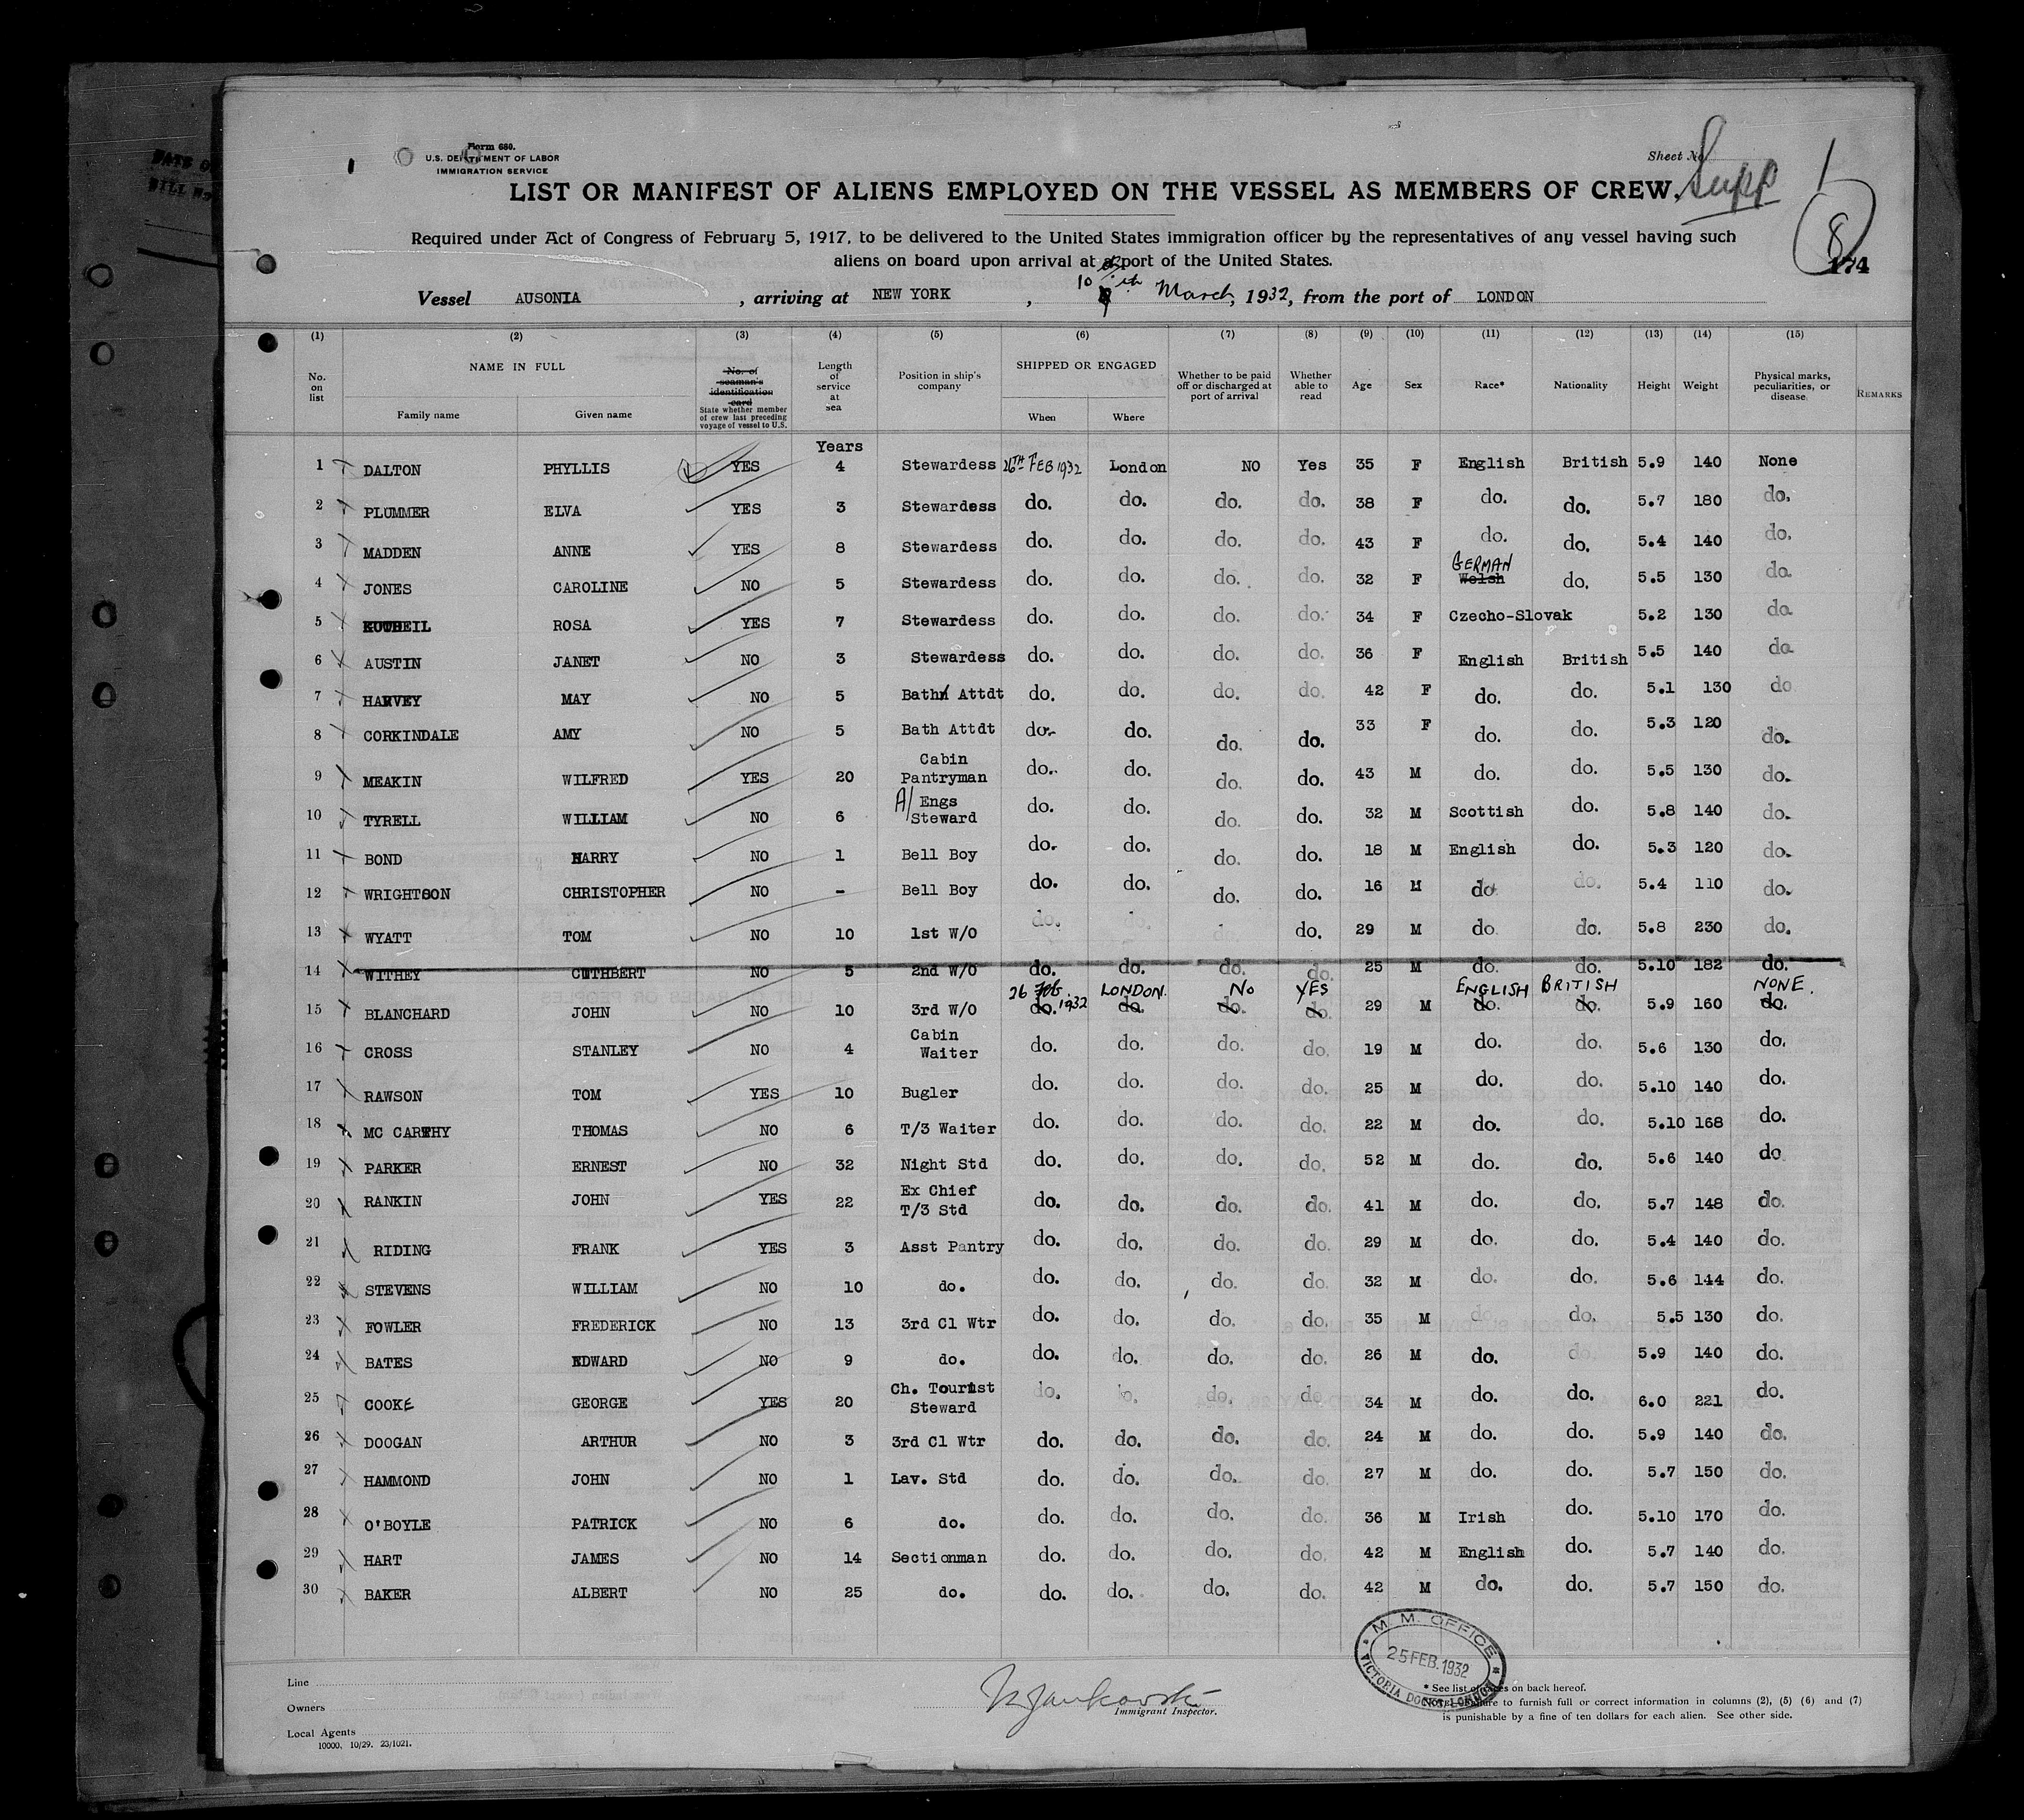 Form 680.
U.S. DEPARTMENT OF LABOR
IMMIGRATION SERVICE
Sheet No.
Supp 1
LIST OR MANIFEST OF ALIENS EMPLOYED ON THE VESSEL AS MEMBERS OF CREW.
8
174
Required under Act of Congress of February 5, 1917, to be delivered to the United States immigration officer by the representatives of any vessel having such
aliens on board upon arrival at a port of the United States.
Vessel AUSONIA , arriving at NEW YORK , 10th March, 1932, from the port of LONDON
(1) (2) (3) (4) (5) (6) (7) (8) (9) (10) (11) (12) (13) (14) (15)
No. on list
NAME IN FULL
Family name
Given name
No. of seaman's identification card
State whether member of crew last preceding voyage of vessel to U.S.
Length of service at sea
Position in ship's company
SHIPPED OR ENGAGED
When
Where
Whether to be paid off or discharged at port of arrival
Whether able to read
Age
Sex
Race*
Nationality
Height
Weight
Physical marks, peculiarities, or disease
REMARKS
Years
1 DALTON PHYLLIS YES 4 Stewardess 26TH FEB 1932 London NO Yes 35 F English British 5.9 140 None
2 PLUMMER ELVA YES 3 Stewardess do. do. do. do. 38 F do. do. 5.7 180 do.
3 MADDEN ANNE YES 8 Stewardess do. do. do. do. 43 F do. do. 5.4 140 do.
4 JONES CAROLINE NO 5 Stewardess do. do. do. do. 32 F Welsh GERMAN do. 5.5 130 do.
5 ROSA YES 7 Stewardess do. do. do. do. 34 F Czecho-Slovak 5.2 130 do.
6 AUSTIN JANET NO 3 Stewardess do. do. do. do. 36 F English British 5.5 140 do.
7 HARVEY MAY NO 5 Bath Attdt do. do. do. do. 42 F do. do. 5.1 130 do
8 CORKINDALE AMY NO 5 Bath Attdt do. do. do. do. 33 F do. do. 5.3 120 do.
9 MEAKIN WILFRED YES 20 Cabin Pantryman do. do. do. do. 43 M do. do. 5.5 130 do.
10 TYRELL WILLIAM NO 6 A/ Engs Steward do. do. do. do. 32 M Scottish do. 5.8 140 do.
11 BOND HARRY NO 1 Bell Boy do. do. do. do. 18 M English do. 5.3 120 do.
12 WRIGHTSON CHRISTOPHER NO - Bell Boy do. do. do. do. 16 M do do. 5.4 110 do.
13 WYATT TOM NO 10 1st W/O do. do. do. 29 M do. do. 5.8 230 do.
14 WITHEY CUTHBERT NO 5 2nd W/O do. do. do. do. 25 M do. do. 5.10 182 do.
26 Feb. 1932 LONDON. No YES ENGLISH BRITISH NONE.
15 BLANCHARD JOHN NO 10 3rd W/O do. do. do. do. 29 M do. do. 5.9 160 do.
16 CROSS STANLEY NO 4 Cabin Waiter do. do. do. do. 19 M do. do. 5.6 130 do.
17 RAWSON TOM YES 10 Bugler do. do. do. do. 25 M do. do. 5.10 140 do.
18 MC CARTHY THOMAS NO 6 T/3 Waiter do. do. do. do. 22 M do. do. 5.10 168 do.
19 PARKER ERNEST NO 32 Night Std do. do. do. do. 52 M do. do. 5.6 140 do
20 RANKIN JOHN YES 22 Ex Chief T/3 Std do. do. do. do. 41 M do. do. 5.7 148 do.
21 RIDING FRANK YES 3 Asst Pantry do. do. do. do. 29 M do. do. 5.4 140 do.
22 STEVENS WILLIAM NO 10 do. do. do. do. do. 32 M do. do. 5.6 144 do.
23 FOWLER FREDERICK NO 13 3rd Cl Wtr do. do. do. do. 35 M do. do. 5.5 130 do.
24 BATES EDWARD NO 9 do. do. do. do. do. 26 M do. do. 5.9 140 do.
25 COOKE GEORGE YES 20 Ch. Tourist Steward do. do. do. do 34 M do. do. 6.0 221 do.
26 DOOGAN ARTHUR NO 3 3rd Cl Wtr do. do. do. do. 24 M do. do. 5.9 140 do.
27 HAMMOND JOHN NO 1 Lav. Std do. do. do. do. 27 M do. do. 5.7 150 do.
28 O'BOYLE PATRICK NO 6 do. do. do. do. do. 36 M Irish do. 5.10 170 do.
29 HART JAMES NO 14 Sectionman do. do. do. do. 42 M English do. 5.7 140 do.
30 BAKER ALBERT NO 25 do. do. do. do. do. 42 M do. do. 5.7 150 do.
M. M. OFFICE
25 FEB. 1932
VICTORIA DOCKS, LONDON
Line
Owners
Local Agents
10000, 10/29. 23/1021.
Immigrant Inspector.
* See list of races on back hereof.
Failure to furnish full or correct information in columns (2), (5) (6) and (7)
is punishable by a fine of ten dollars for each alien. See other side.